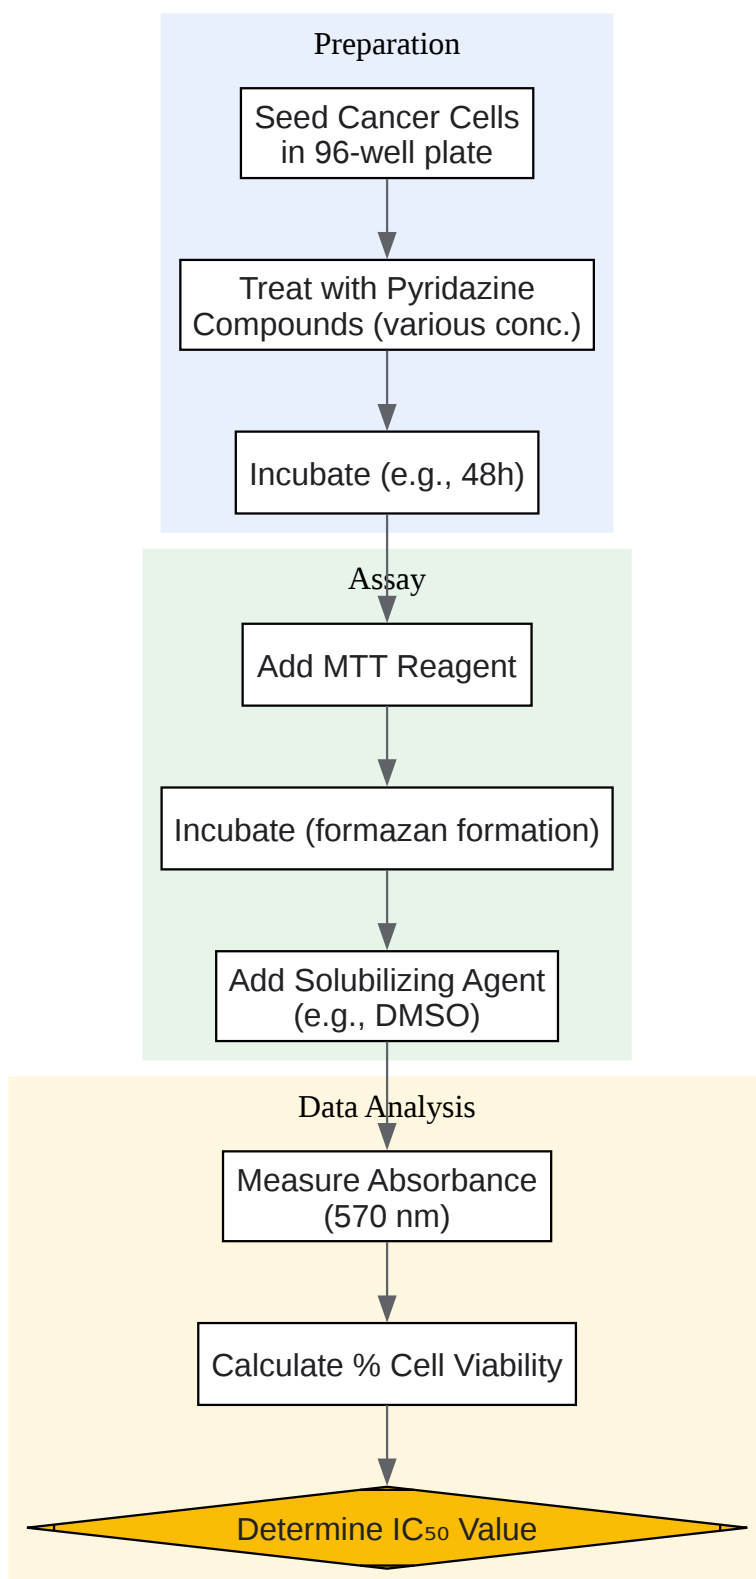 Preparation
Seed Cancer Cells
in 96-well plate
Treat with Pyridazine
Compounds (various conc.)
Incubate (e.g., 48h)
Assay
Add MTT Reagent
Incubate (formazan formation)
Add Solubilizing Agent
(e.g., DMSO)
Data Analysis
Measure Absorbance
(570 nm)
Calculate % Cell Viability
Determine IC₅₀ Value